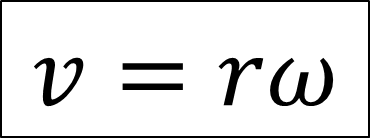 v = rω